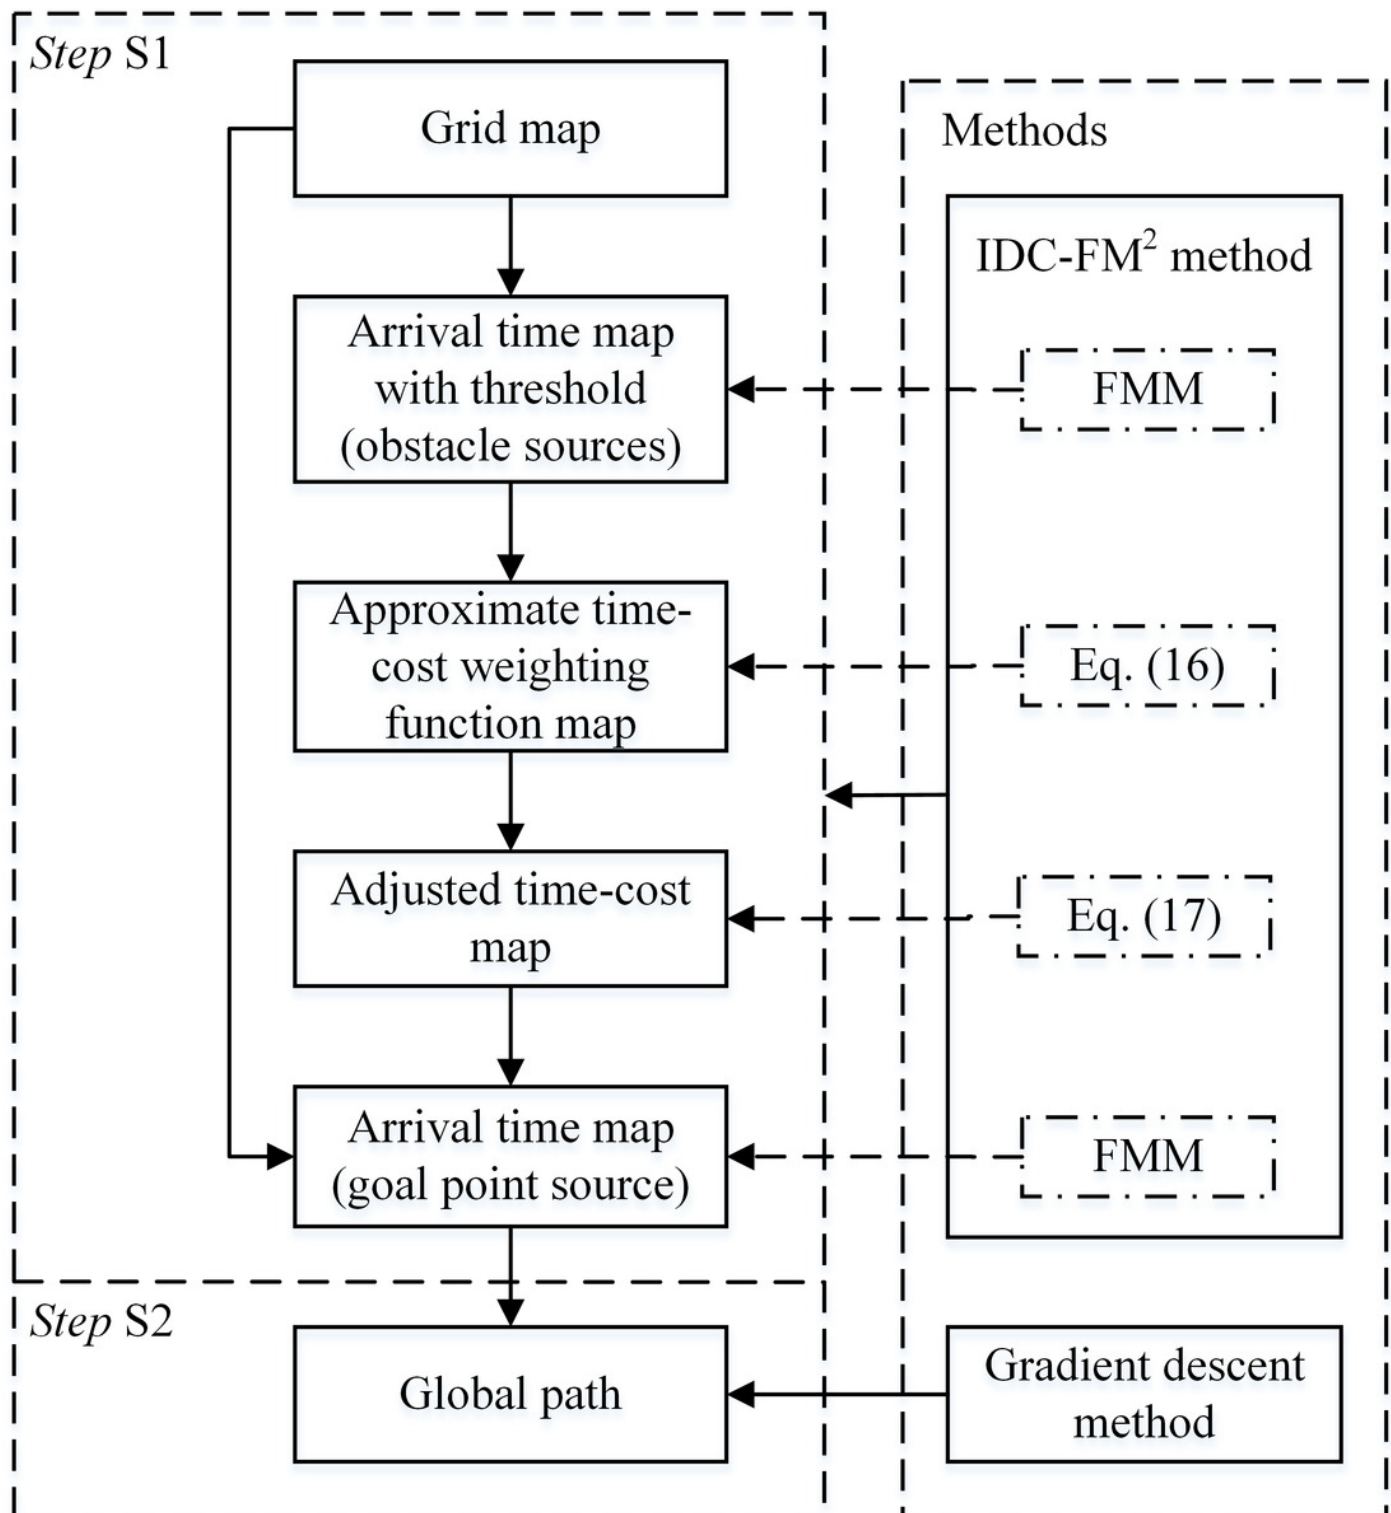 Step S1
Grid map
Arrival time map
with threshold
(obstacle sources)
Approximate time-
cost weighting
function map
Adjusted time-cost
map
Arrival time map
(goal point source)
Step S2
Global path
Methods
IDC-FM² method
FMM
Eq. (16)
Eq. (17)
FMM
Gradient descent
method